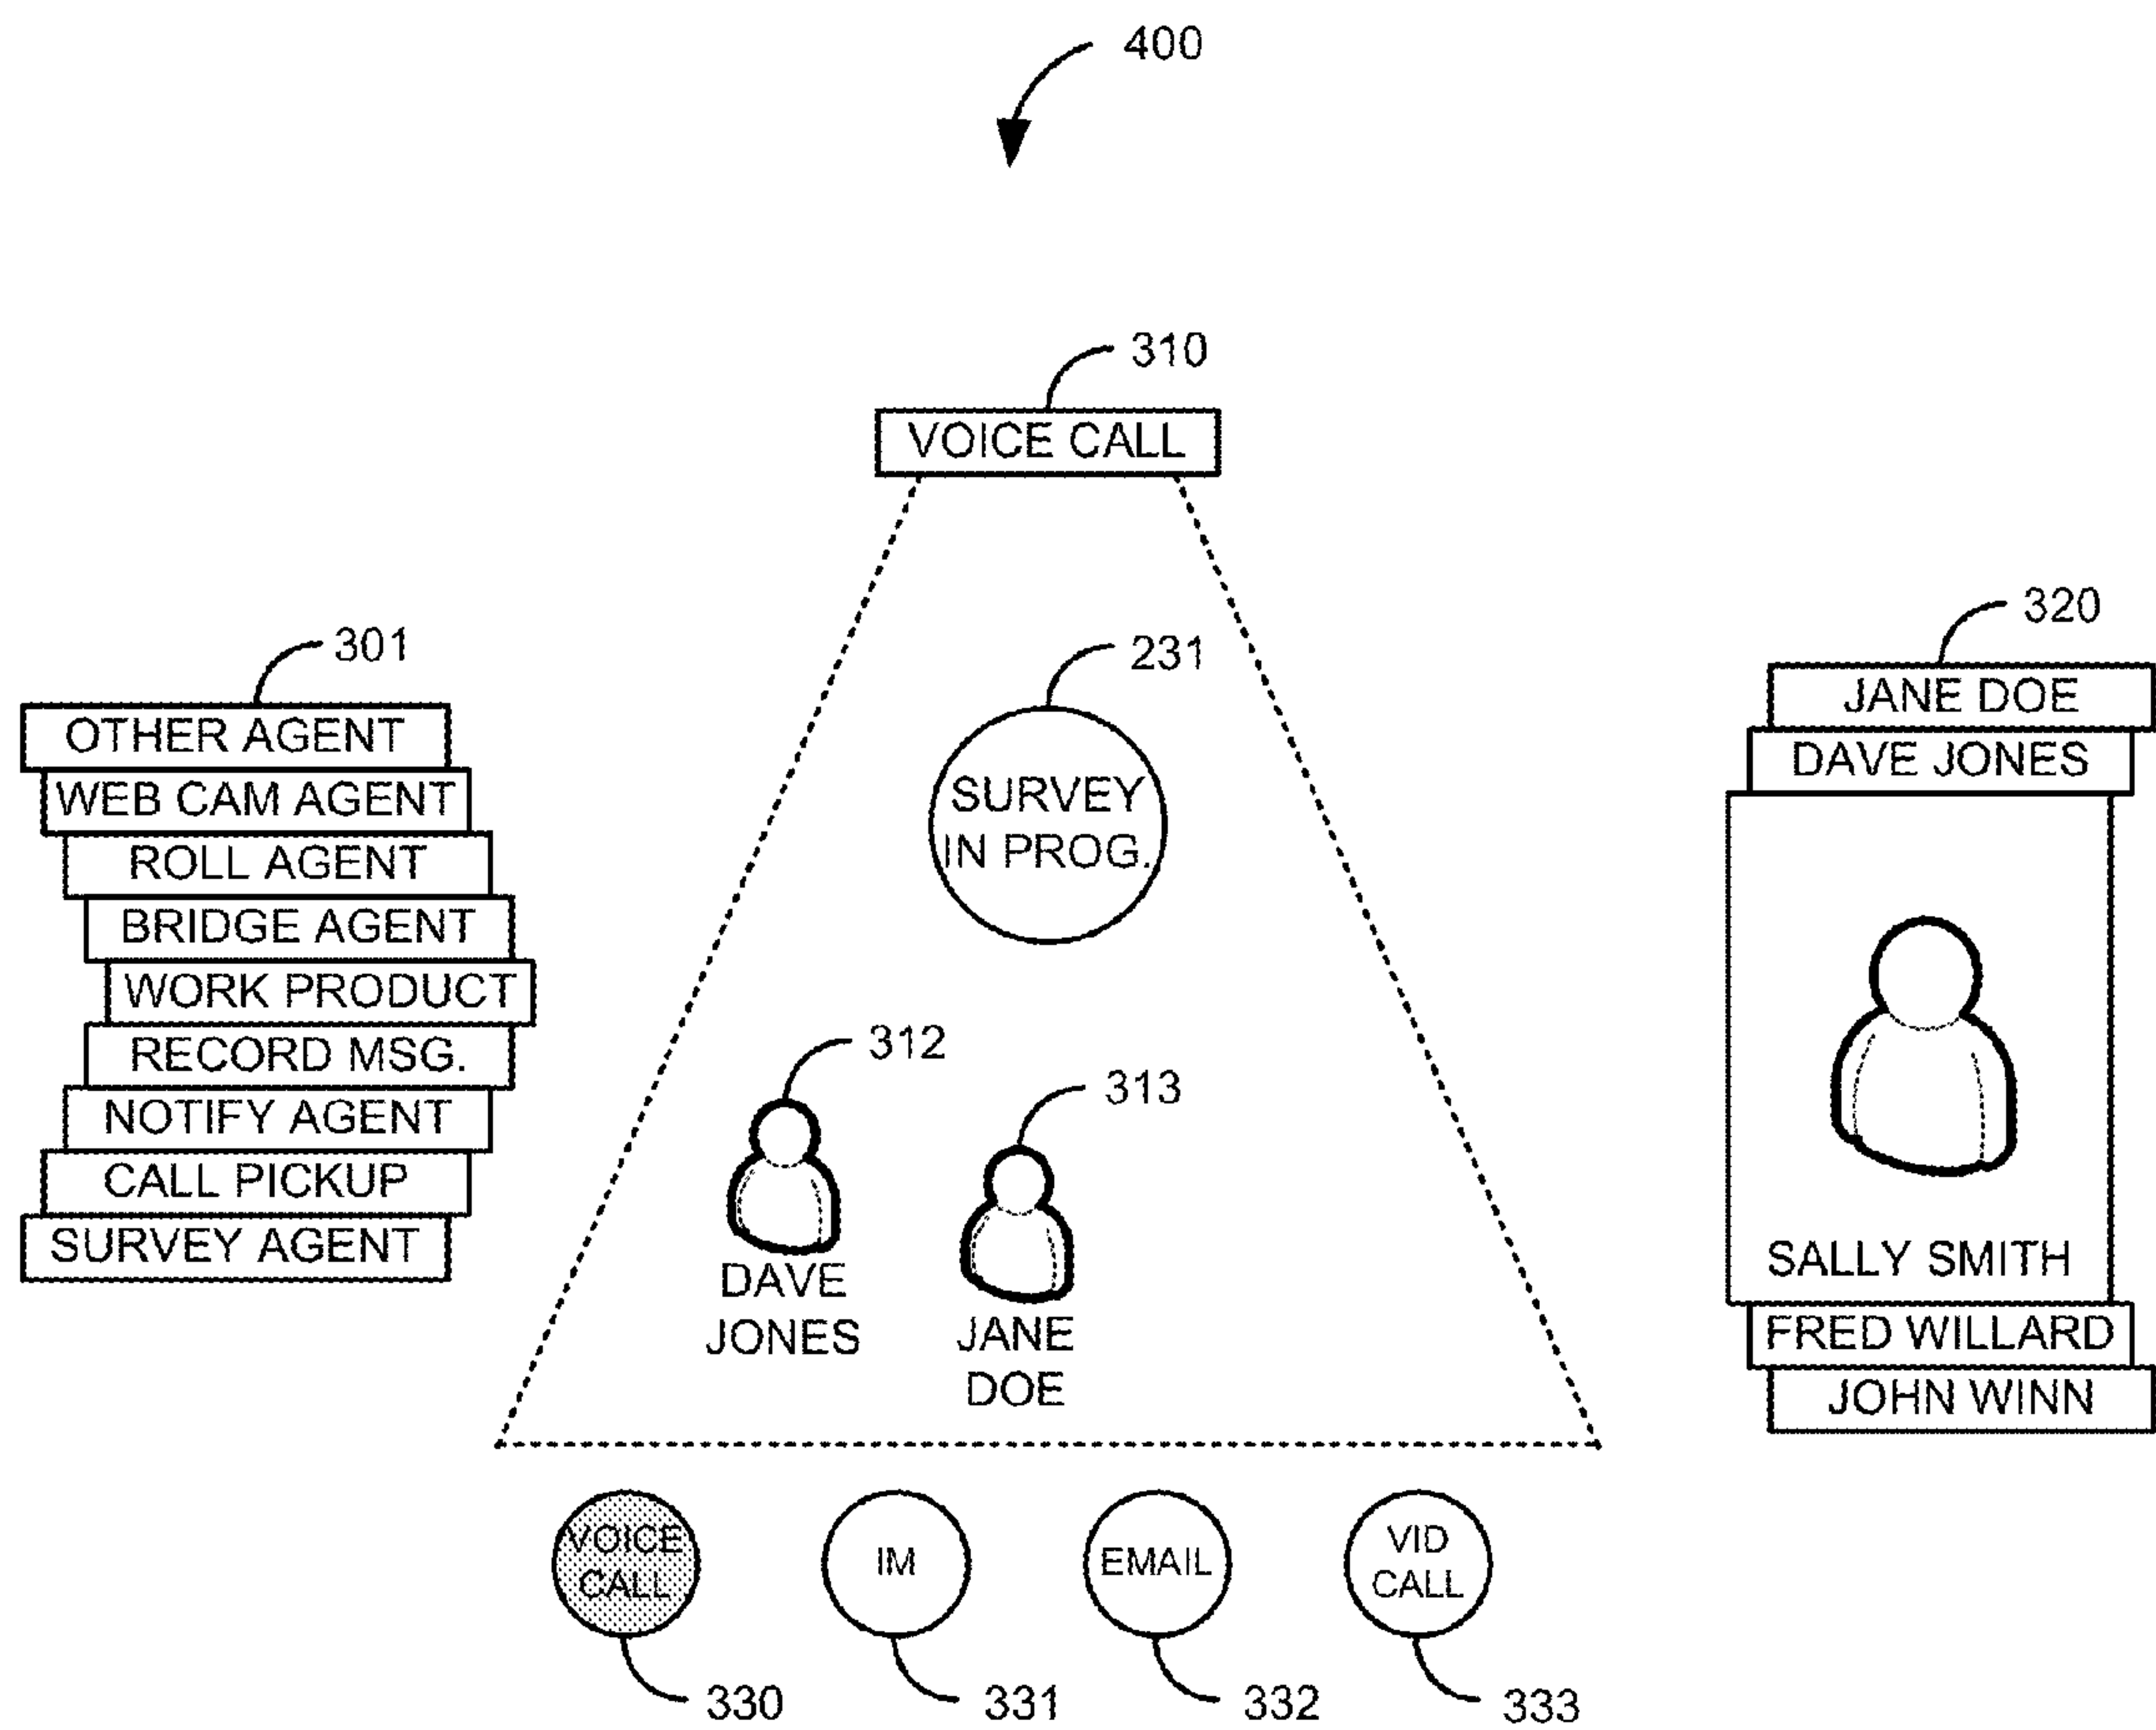 400
310
VOICE CALL
301
OTHER AGENT
WEB CAM AGENT
ROLL AGENT
BRIDGE AGENT
WORK PRODUCT
RECORD MSG.
NOTIFY AGENT
CALL PICKUP
SURVEY AGENT
231
SURVEY
IN PROG.
312
DAVE
JONES
313
JANE
DOE
320
JANE DOE
DAVE JONES
SALLY SMITH
FRED WILLARD
JOHN WINN
VOICE
CALL
IM
EMAIL
VID
CALL
330
331
332
333